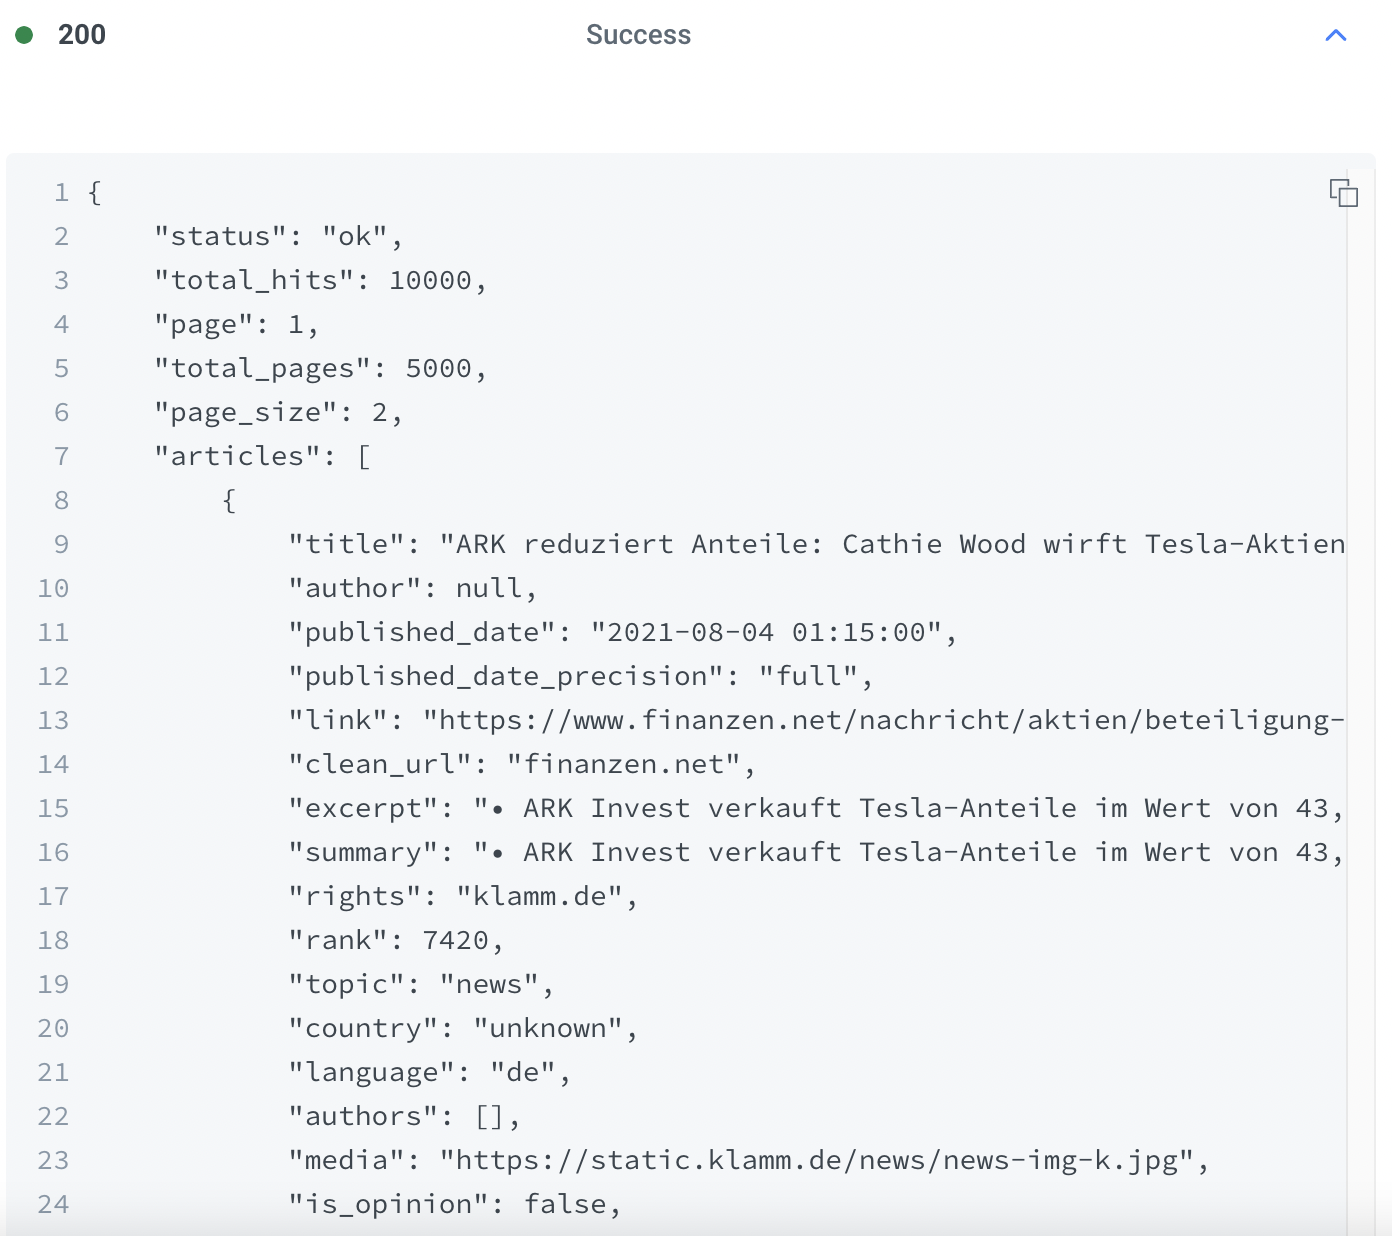 200 Success
1 {
2 "status": "ok",
3 "total_hits": 10000,
4 "page": 1,
5 "total_pages": 5000,
6 "page_size": 2,
7 "articles": [
8 {
9 "title": "ARK reduziert Anteile: Cathie Wood wirft Tesla-Aktien
10 "author": null,
11 "published_date": "2021-08-04 01:15:00",
12 "published_date_precision": "full",
13 "link": "https://www.finanzen.net/nachricht/aktien/beteiligung-
14 "clean_url": "finanzen.net",
15 "excerpt": "• ARK Invest verkauft Tesla-Anteile im Wert von 43,
16 "summary": "• ARK Invest verkauft Tesla-Anteile im Wert von 43,
17 "rights": "klamm.de",
18 "rank": 7420,
19 "topic": "news",
20 "country": "unknown",
21 "language": "de",
22 "authors": [],
23 "media": "https://static.klamm.de/news/news-img-k.jpg",
24 "is_opinion": false,